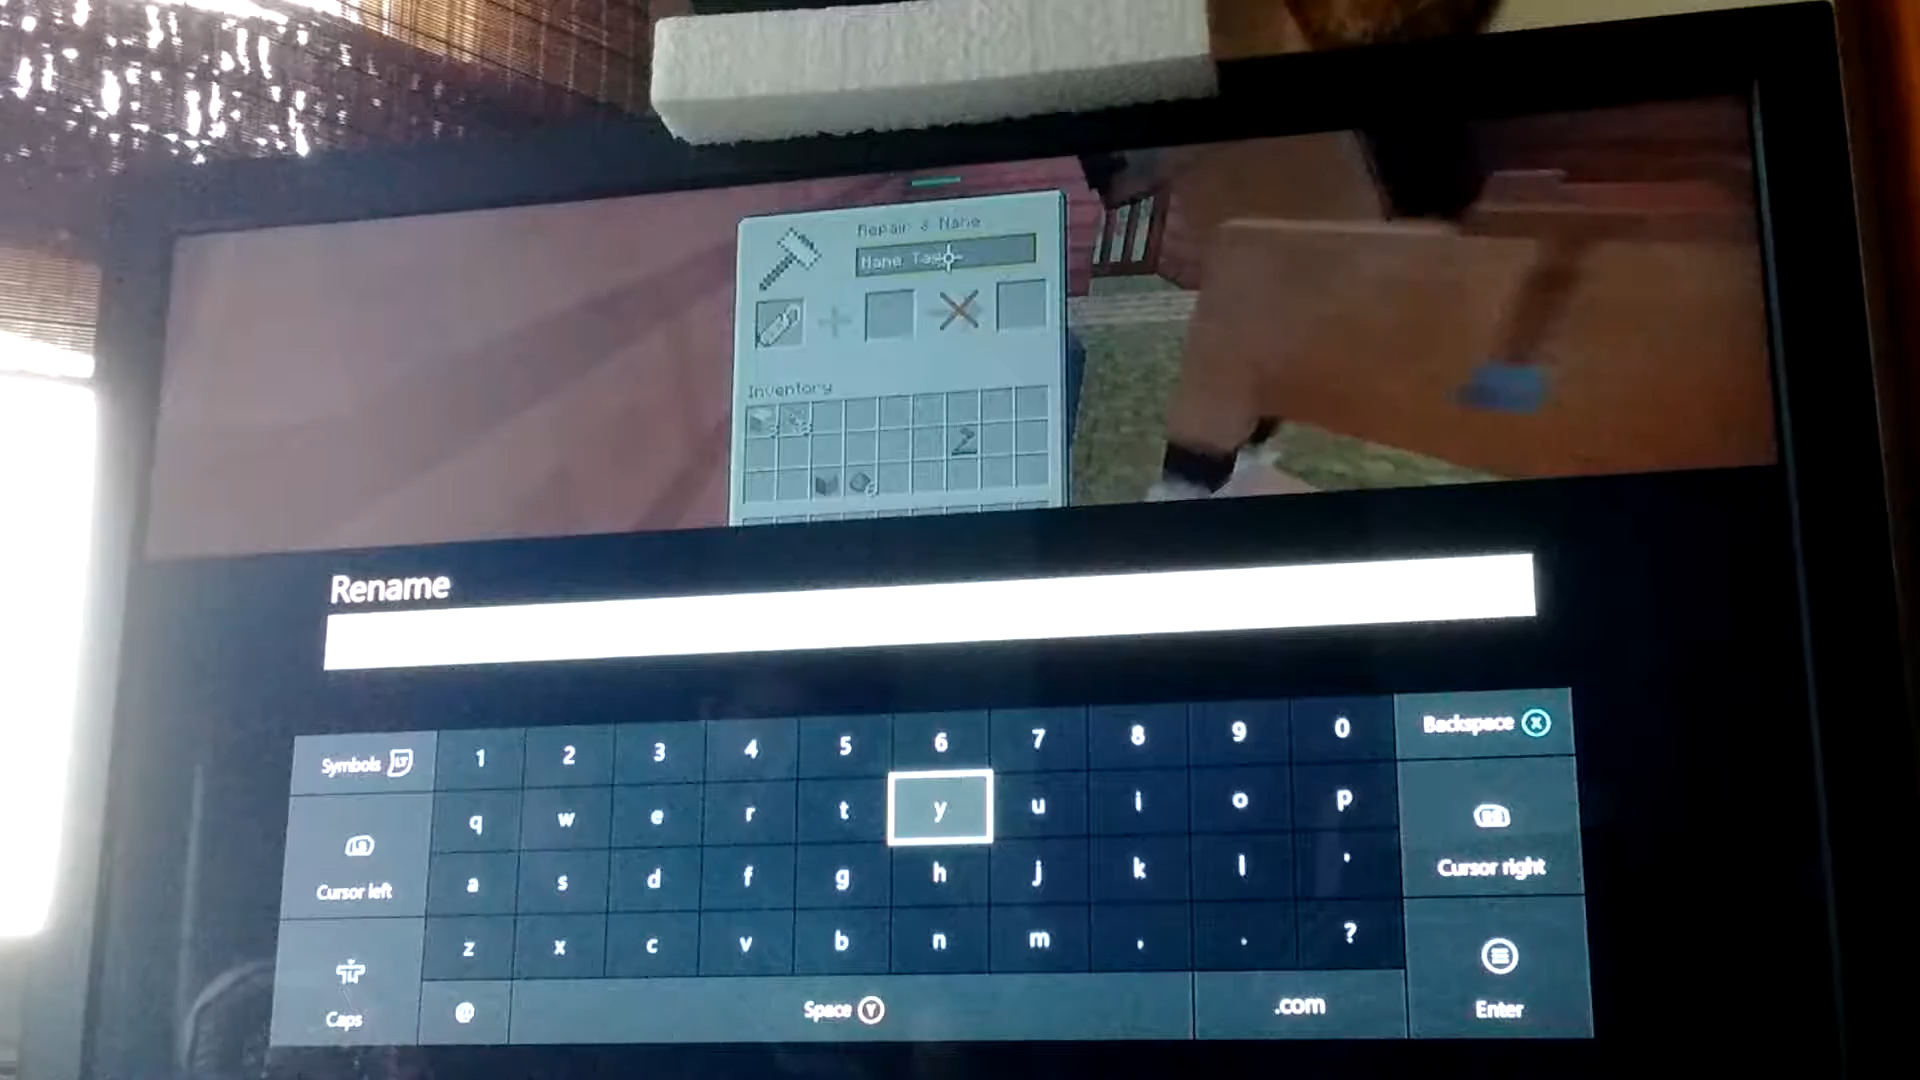 Repair & Name
Name Tag
Inventory
Rename
Symbols LT 1 2 3 4 5 6 7 8 9 0 Backspace X
q w e r t y u i o p
Cursor left a s d f g h j k l ' Cursor right
z x c v b n m , . ?
Caps @ Space Y .com Enter